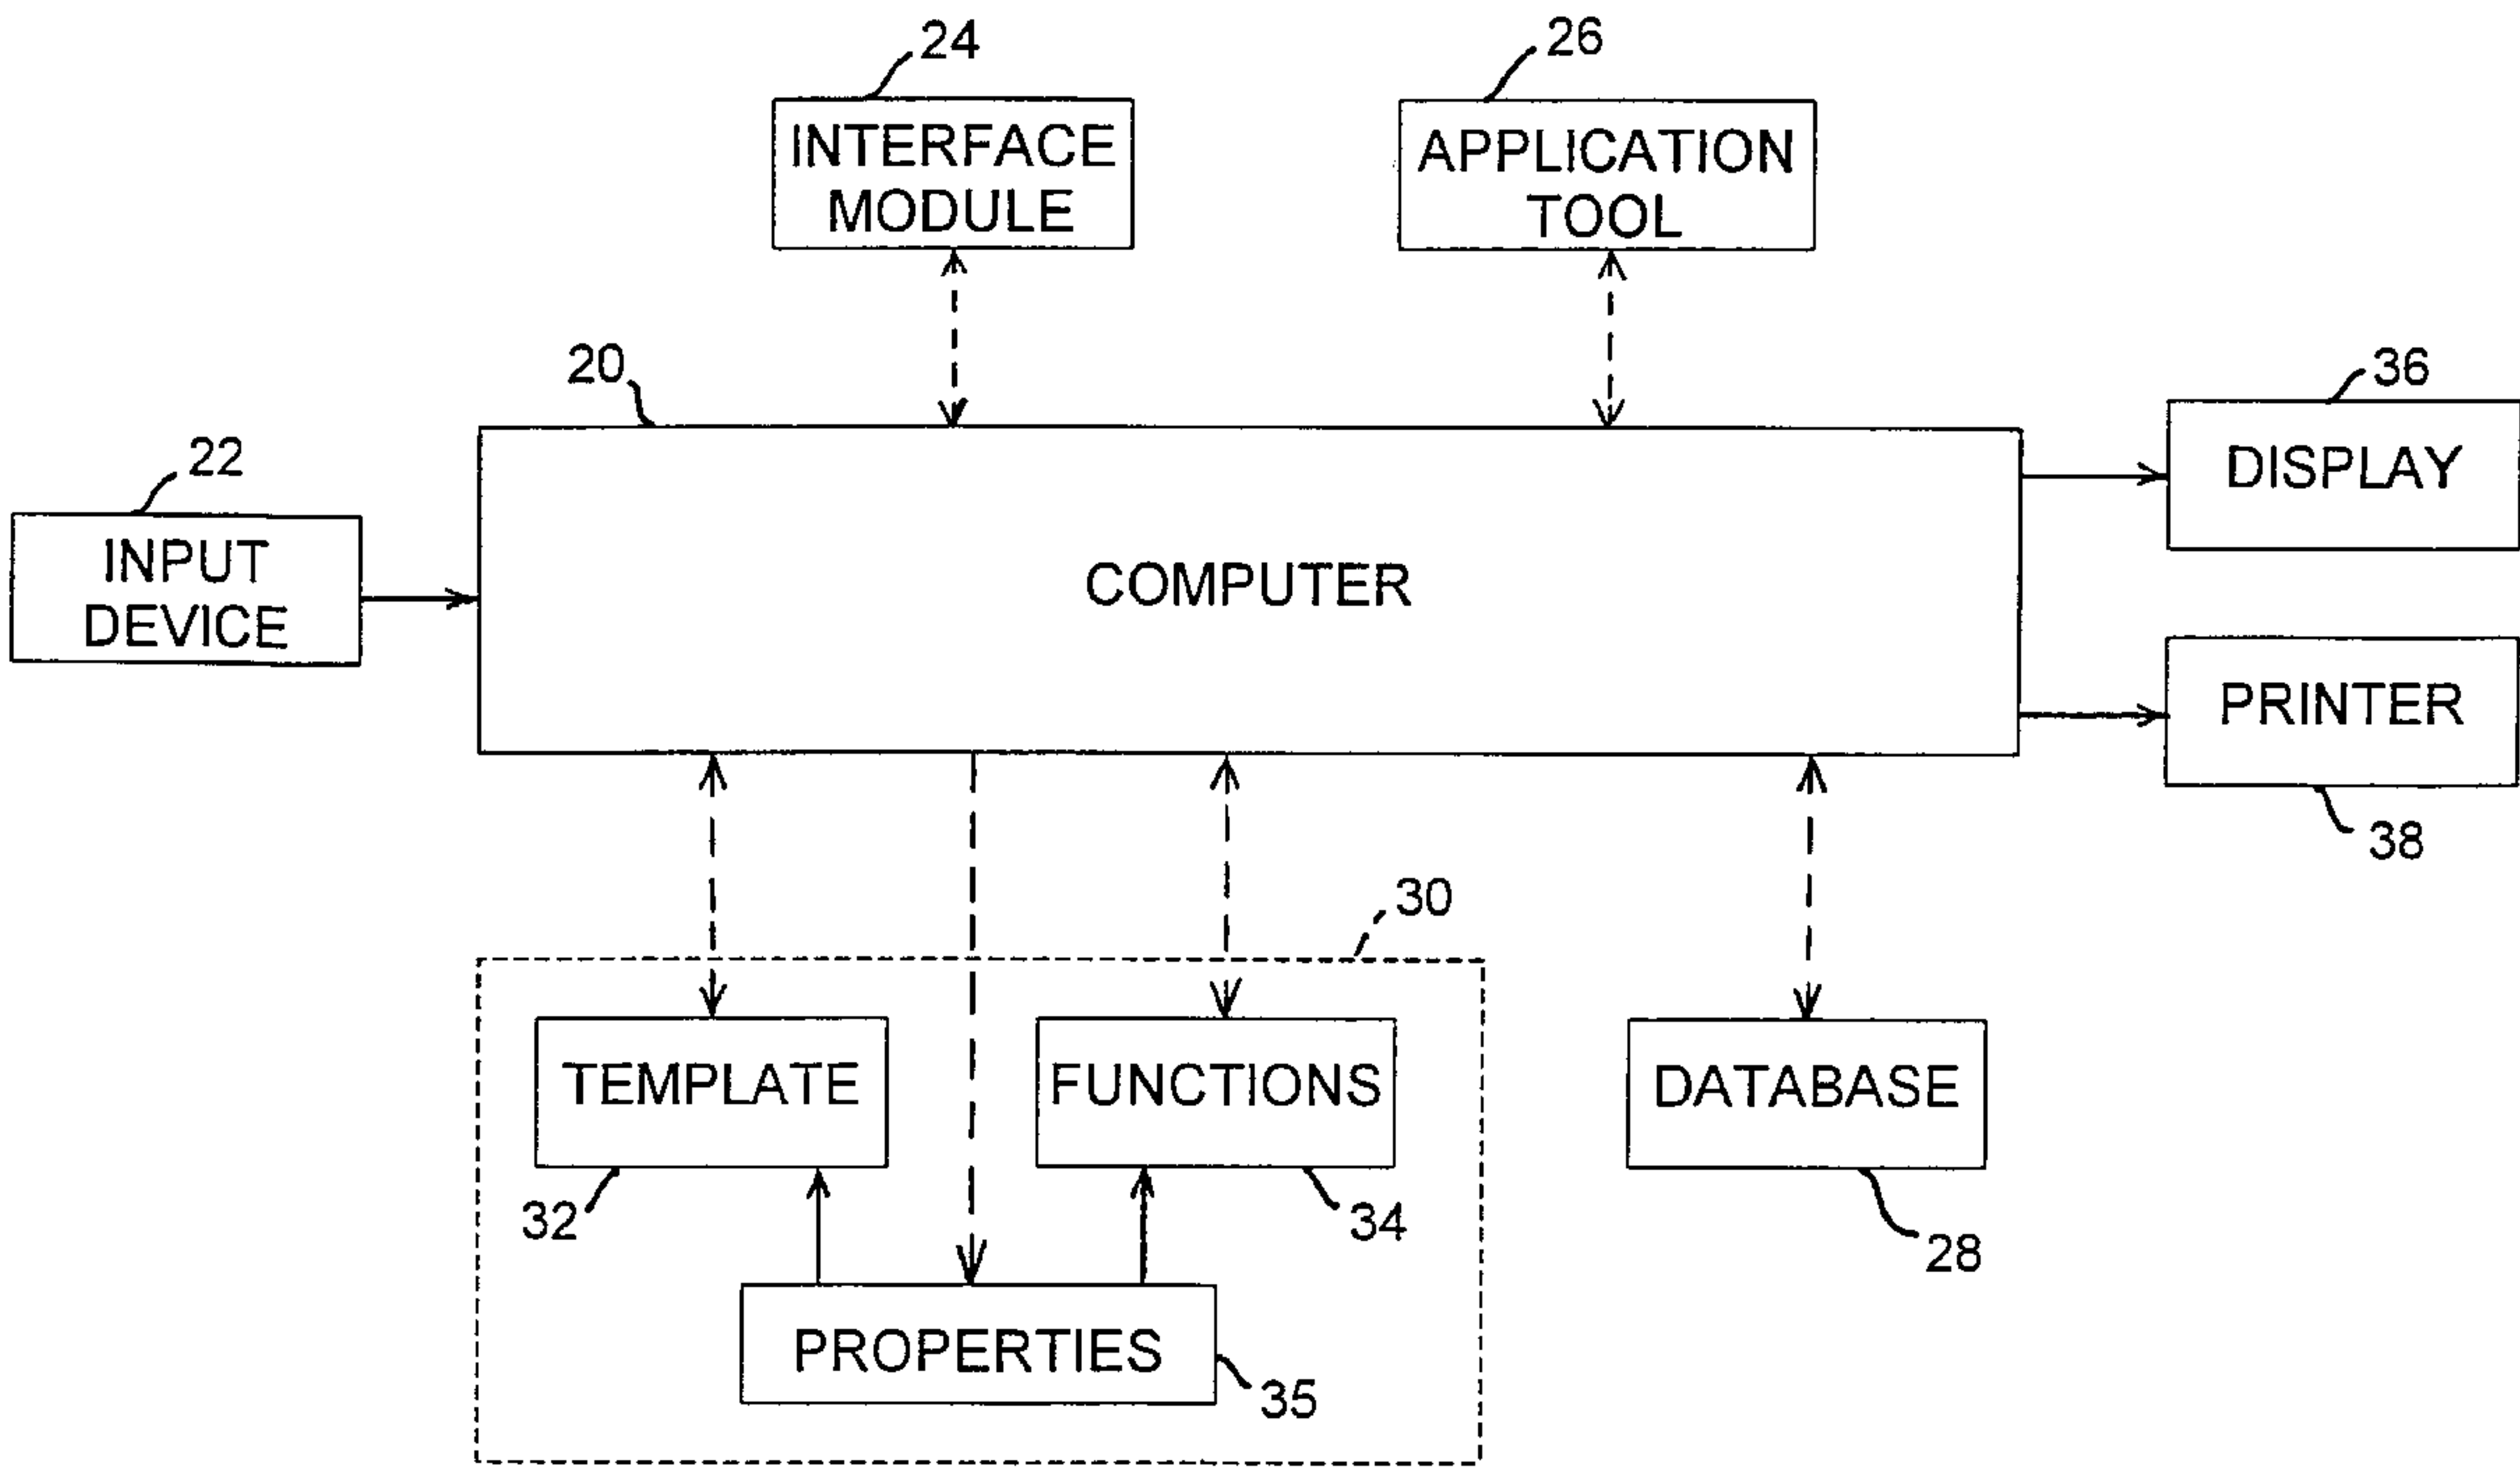 24
26
INTERFACE
MODULE
APPLICATION
TOOL
20
36
22
DISPLAY
INPUT
DEVICE
COMPUTER
PRINTER
38
30
TEMPLATE
FUNCTIONS
DATABASE
32
34
28
PROPERTIES
35